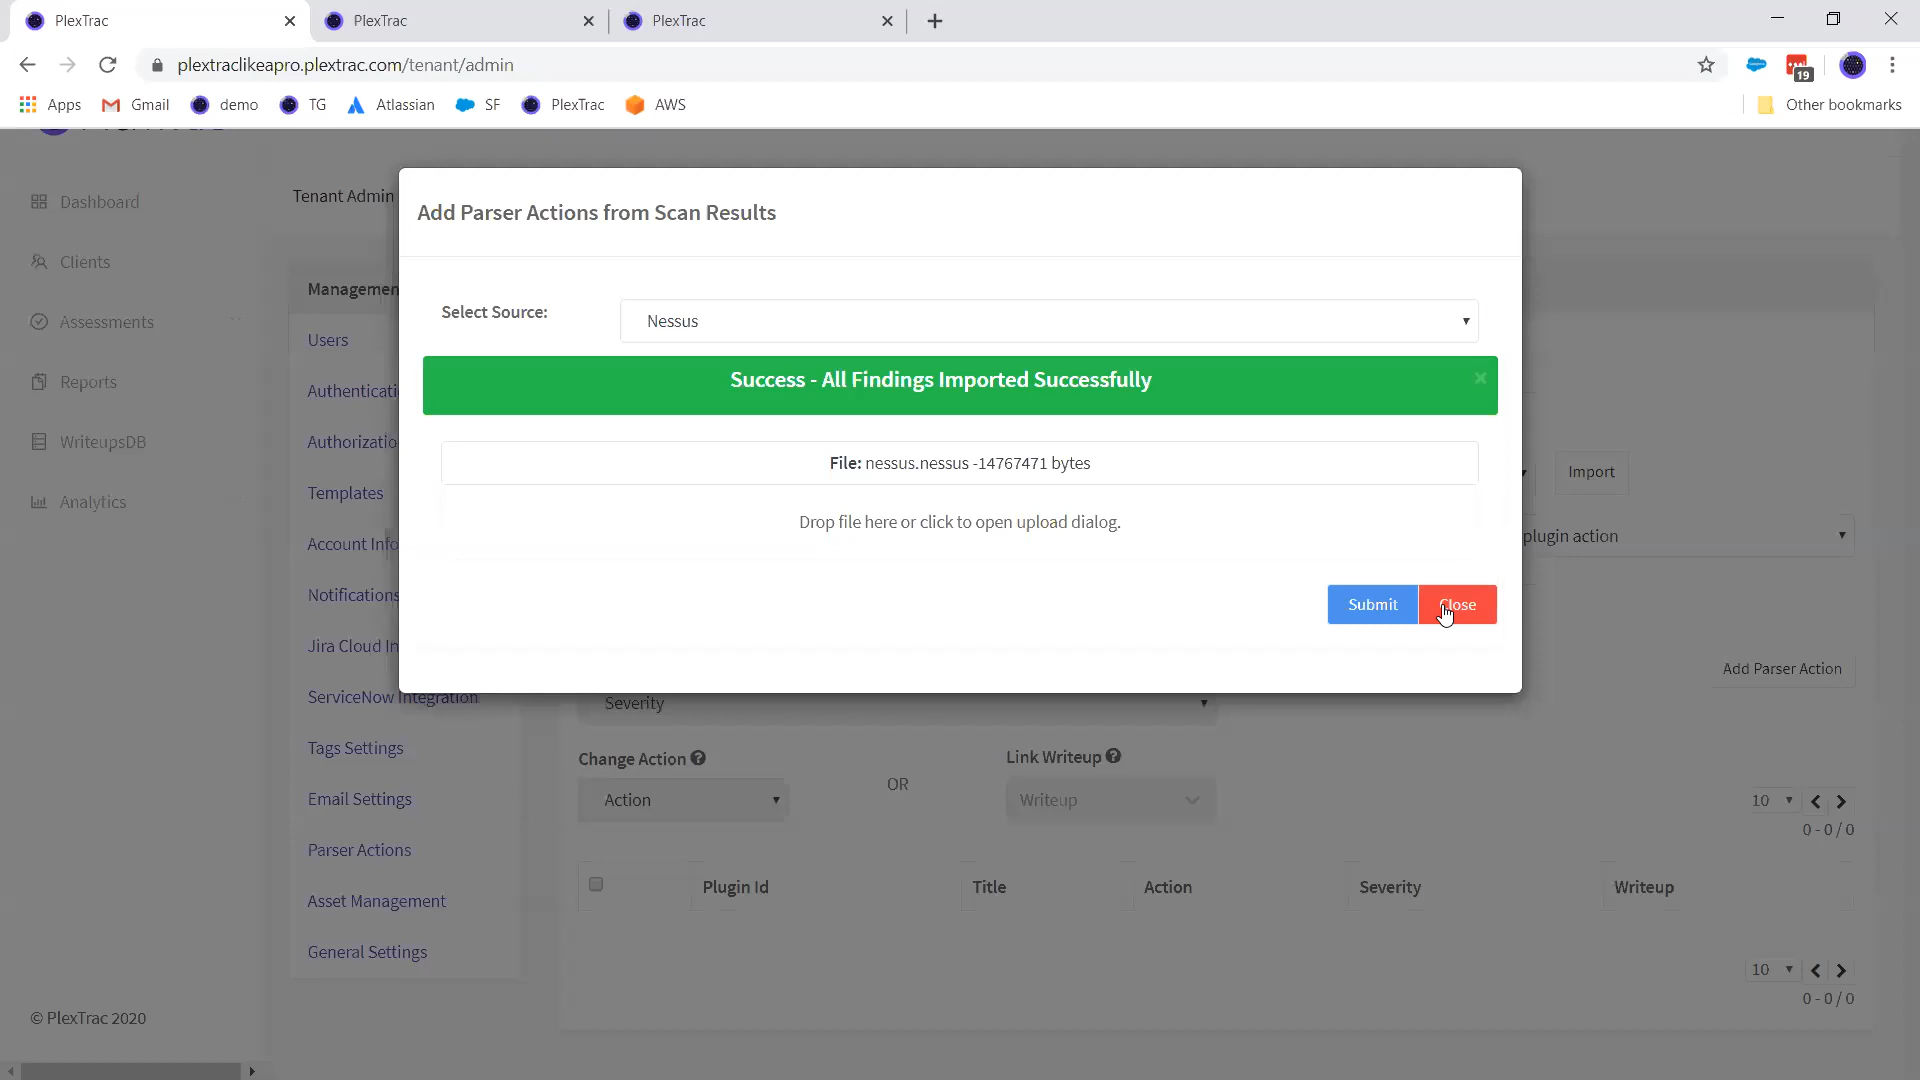 PlexTrac
PlexTrac
PlexTrac
plextraclikeapro.plextrac.com/tenant/admin
19
Apps
Gmail
demo
TG
Atlassian
SF
PlexTrac
AWS
Other bookmarks
Dashboard
Clients
Assessments
Reports
WriteupsDB
Analytics
© PlexTrac 2020
Tenant Admin
Managemen
Users
Authenticati
Authorizatio
Templates
Account Info
Notifications
Jira Cloud In
ServiceNow Integration
Tags Settings
Email Settings
Parser Actions
Asset Management
General Settings
Add Parser Actions from Scan Results
Select Source:
Nessus
Success - All Findings Imported Successfully
File: nessus.nessus -14767471 bytes
Drop file here or click to open upload dialog.
Submit
Close
Import
plugin action
Add Parser Action
Severity
Change Action
Action
OR
Link Writeup
Writeup
10
0 - 0 / 0
Plugin Id
Title
Action
Severity
Writeup
10
0 - 0 / 0